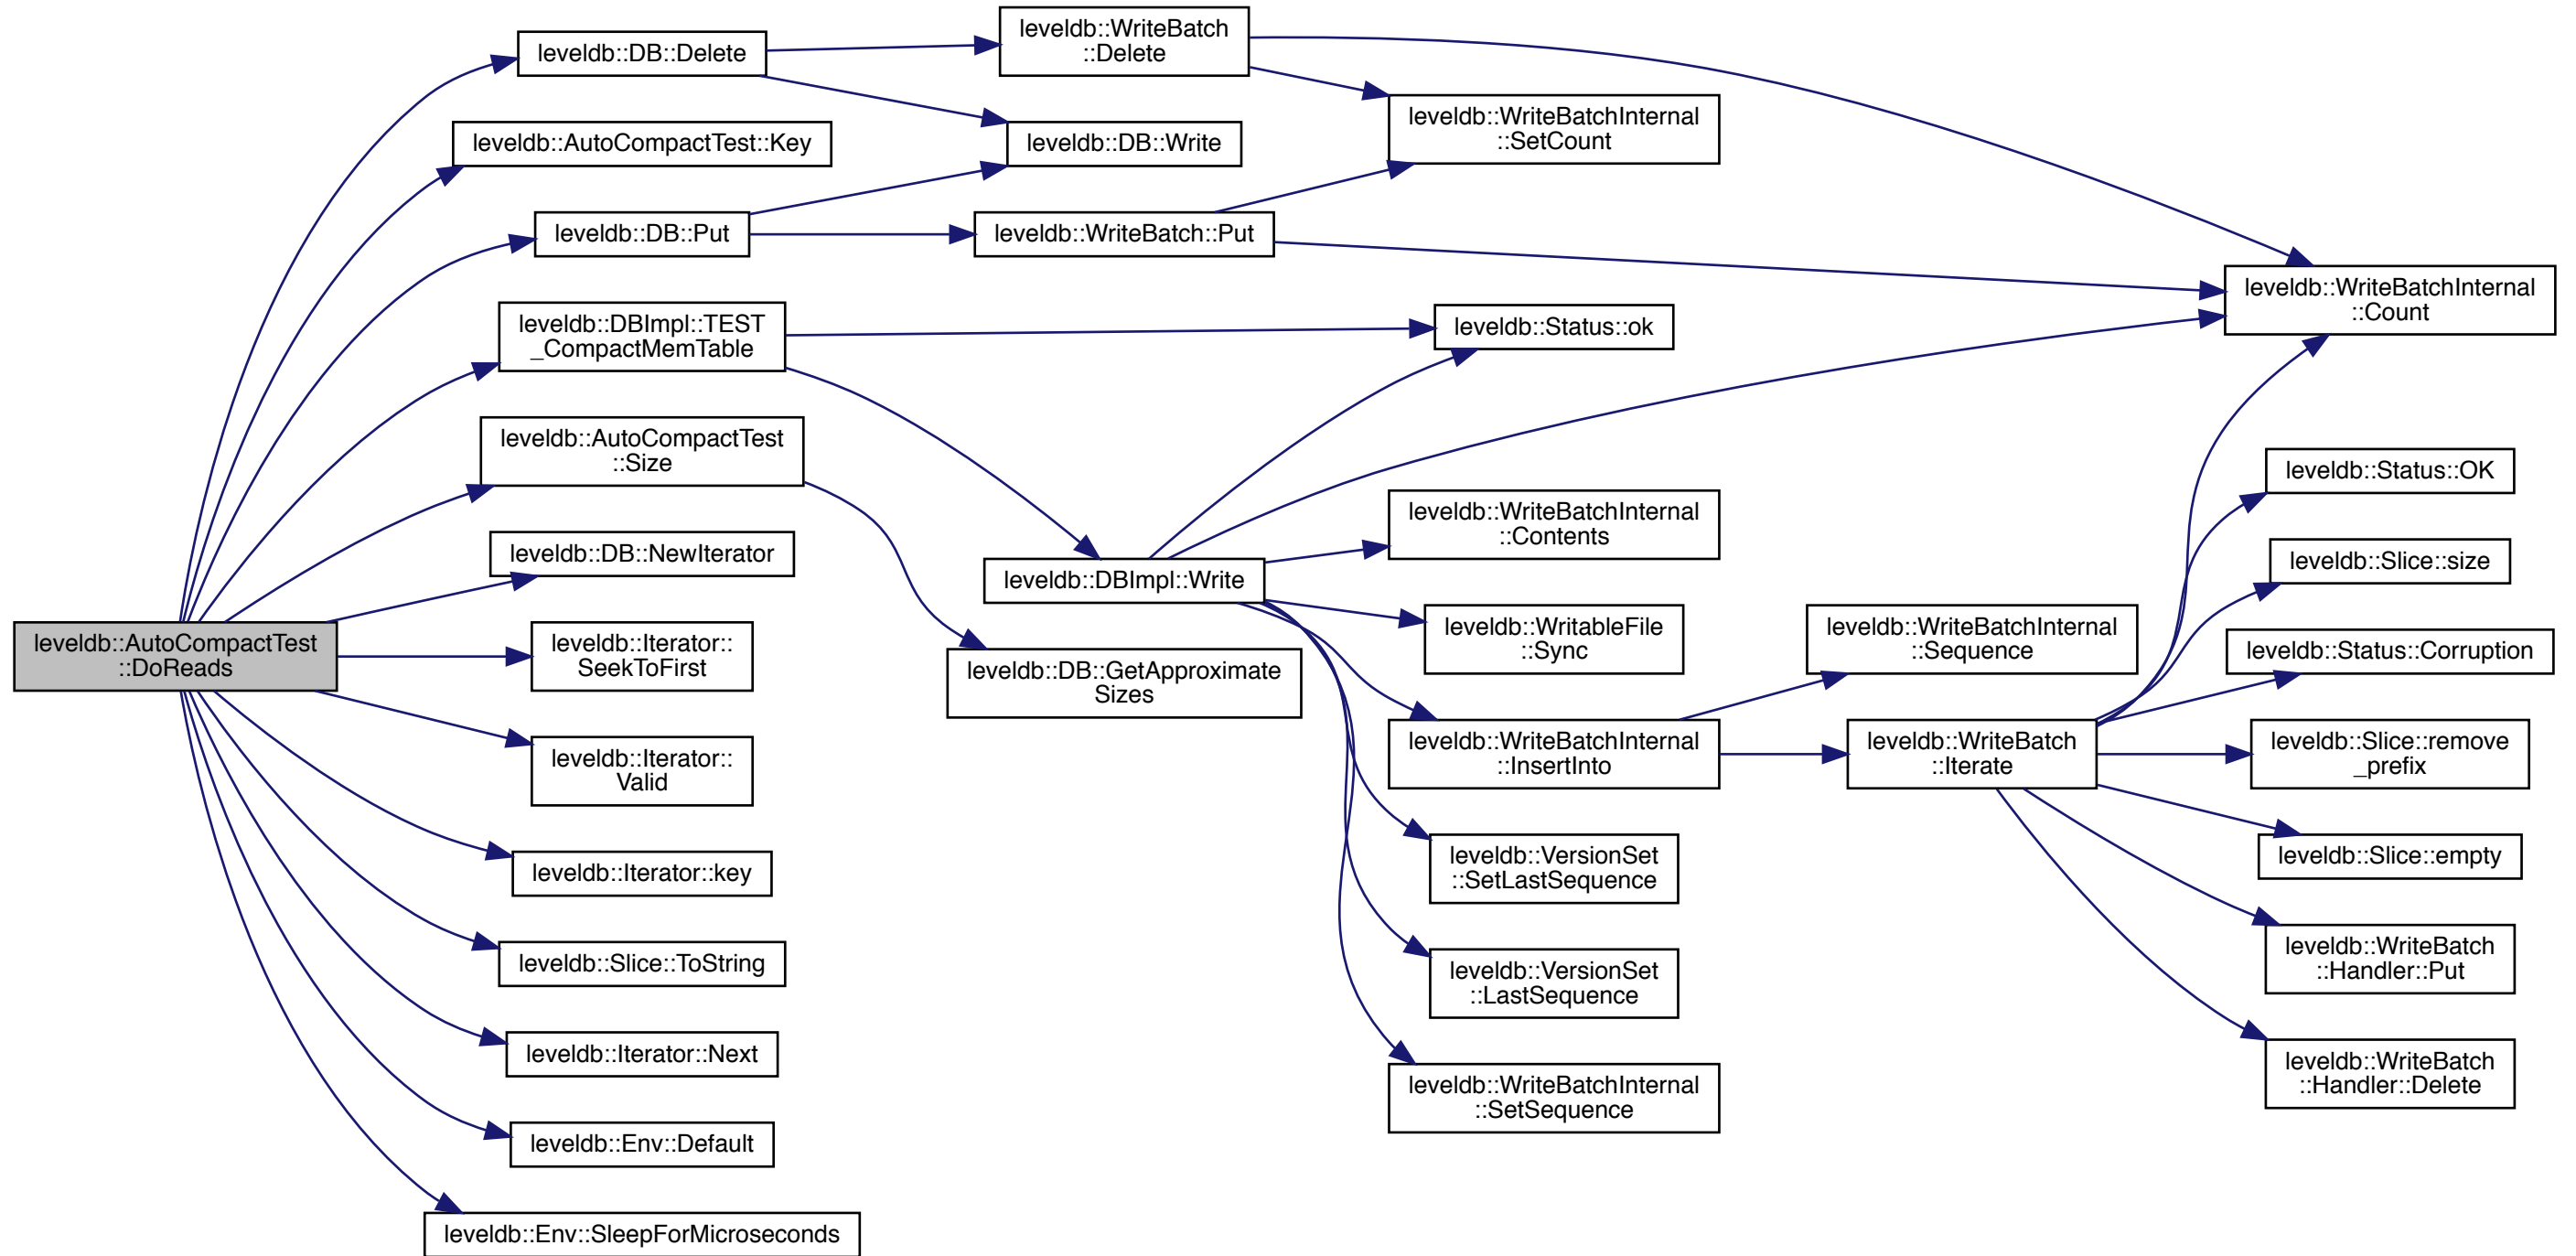 leveldb::AutoCompactTest
::DoReads
leveldb::DB::Delete
leveldb::AutoCompactTest::Key
leveldb::DB::Put
leveldb::DBImpl::TEST
_CompactMemTable
leveldb::AutoCompactTest
::Size
leveldb::DB::NewIterator
leveldb::Iterator::
SeekToFirst
leveldb::Iterator::
Valid
leveldb::Iterator::key
leveldb::Slice::ToString
leveldb::Iterator::Next
leveldb::Env::Default
leveldb::Env::SleepForMicroseconds
leveldb::WriteBatch
::Delete
leveldb::DB::Write
leveldb::WriteBatch::Put
leveldb::DBImpl::Write
leveldb::DB::GetApproximate
Sizes
leveldb::WriteBatchInternal
::SetCount
leveldb::Status::ok
leveldb::WriteBatchInternal
::Contents
leveldb::WritableFile
::Sync
leveldb::WriteBatchInternal
::InsertInto
leveldb::VersionSet
::SetLastSequence
leveldb::VersionSet
::LastSequence
leveldb::WriteBatchInternal
::SetSequence
leveldb::WriteBatchInternal
::Sequence
leveldb::WriteBatch
::Iterate
leveldb::WriteBatchInternal
::Count
leveldb::Status::OK
leveldb::Slice::size
leveldb::Status::Corruption
leveldb::Slice::remove
_prefix
leveldb::Slice::empty
leveldb::WriteBatch
::Handler::Put
leveldb::WriteBatch
::Handler::Delete